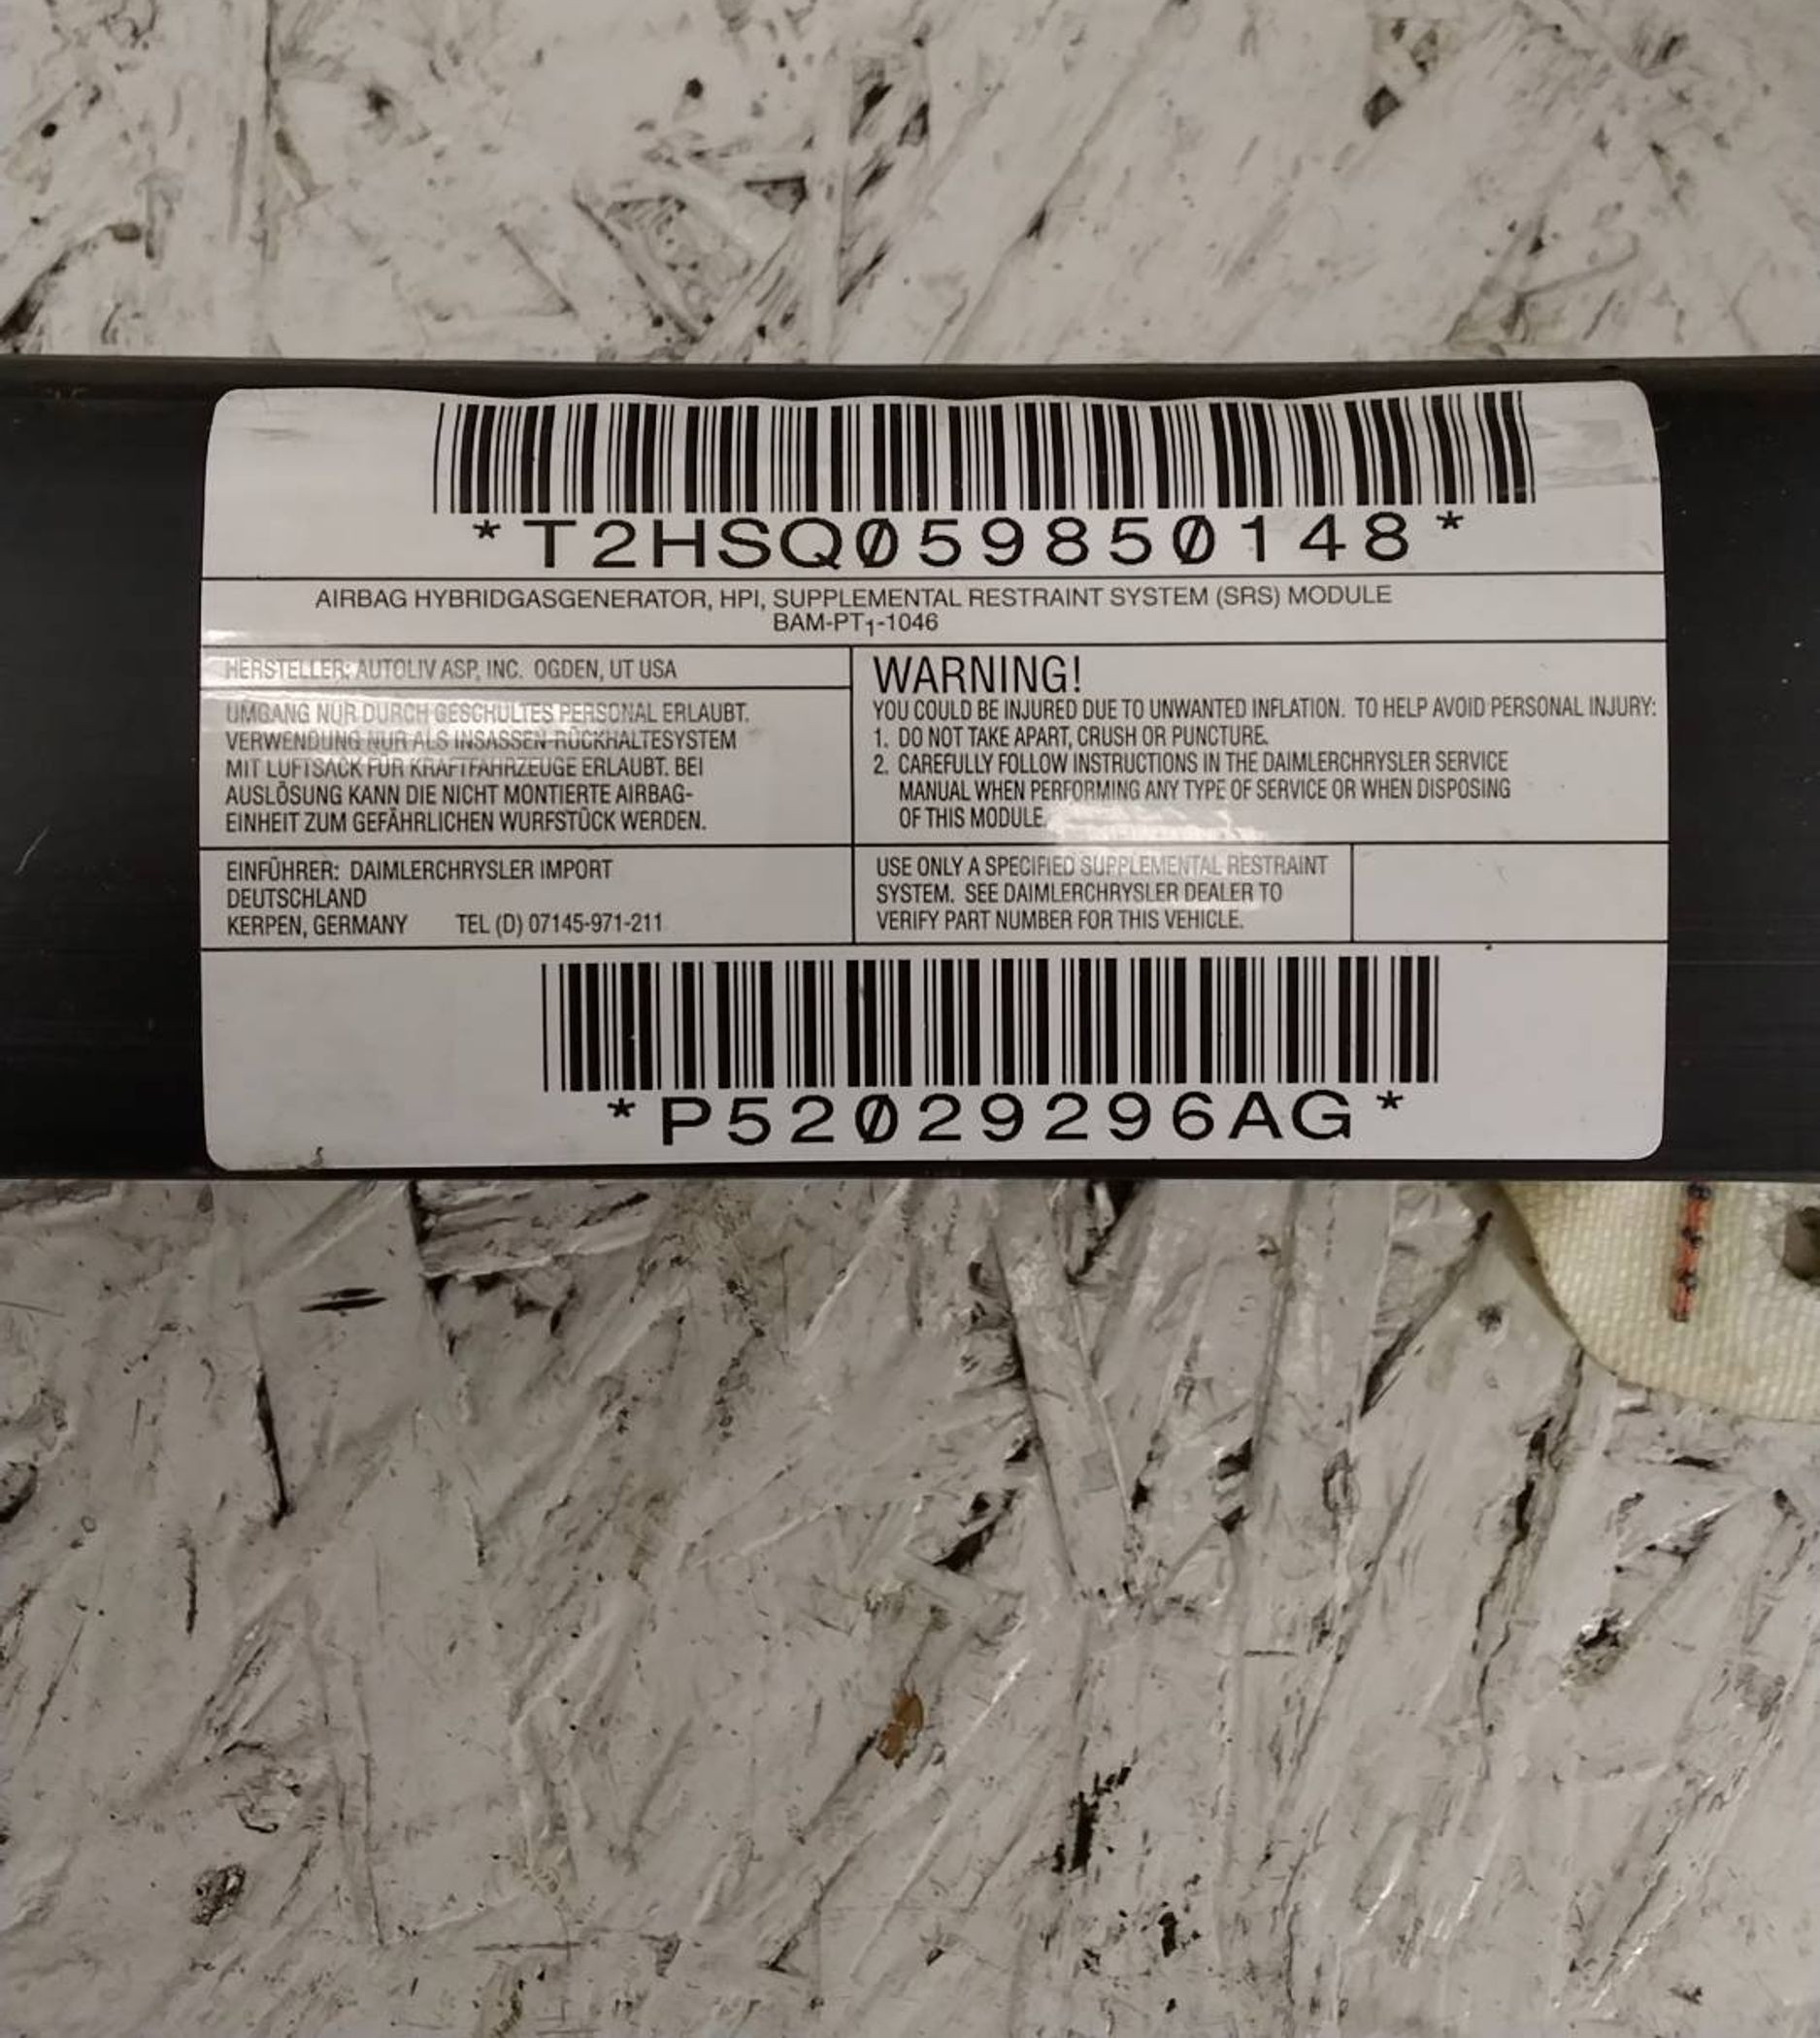 *T2HSQ059850148*
AIRBAG HYBRIDGASGENERATOR, HPI, SUPPLEMENTAL RESTRAINT SYSTEM (SRS) MODULE
BAM-PT1-1046
HERSTELLER: AUTOLIV ASP, INC. OGDEN, UT USA
UMGANG NUR DURCH GESCHULTES PERSONAL ERLAUBT.
VERWENDUNG NUR ALS INSASSEN-RÜCKHALTESYSTEM
MIT LUFTSACK FÜR KRAFTFAHRZEUGE ERLAUBT. BEI
AUSLÖSUNG KANN DIE NICHT MONTIERTE AIRBAG-
EINHEIT ZUM GEFÄHRLICHEN WURFSTÜCK WERDEN.
EINFÜHRER: DAIMLERCHRYSLER IMPORT
DEUTSCHLAND
KERPEN, GERMANY TEL (D) 07145-971-211
WARNING!
YOU COULD BE INJURED DUE TO UNWANTED INFLATION. TO HELP AVOID PERSONAL INJURY:
1. DO NOT TAKE APART, CRUSH OR PUNCTURE.
2. CAREFULLY FOLLOW INSTRUCTIONS IN THE DAIMLERCHRYSLER SERVICE
MANUAL WHEN PERFORMING ANY TYPE OF SERVICE OR WHEN DISPOSING
OF THIS MODULE.
USE ONLY A SPECIFIED SUPPLEMENTAL RESTRAINT
SYSTEM. SEE DAIMLERCHRYSLER DEALER TO
VERIFY PART NUMBER FOR THIS VEHICLE.
*P52029296AG*